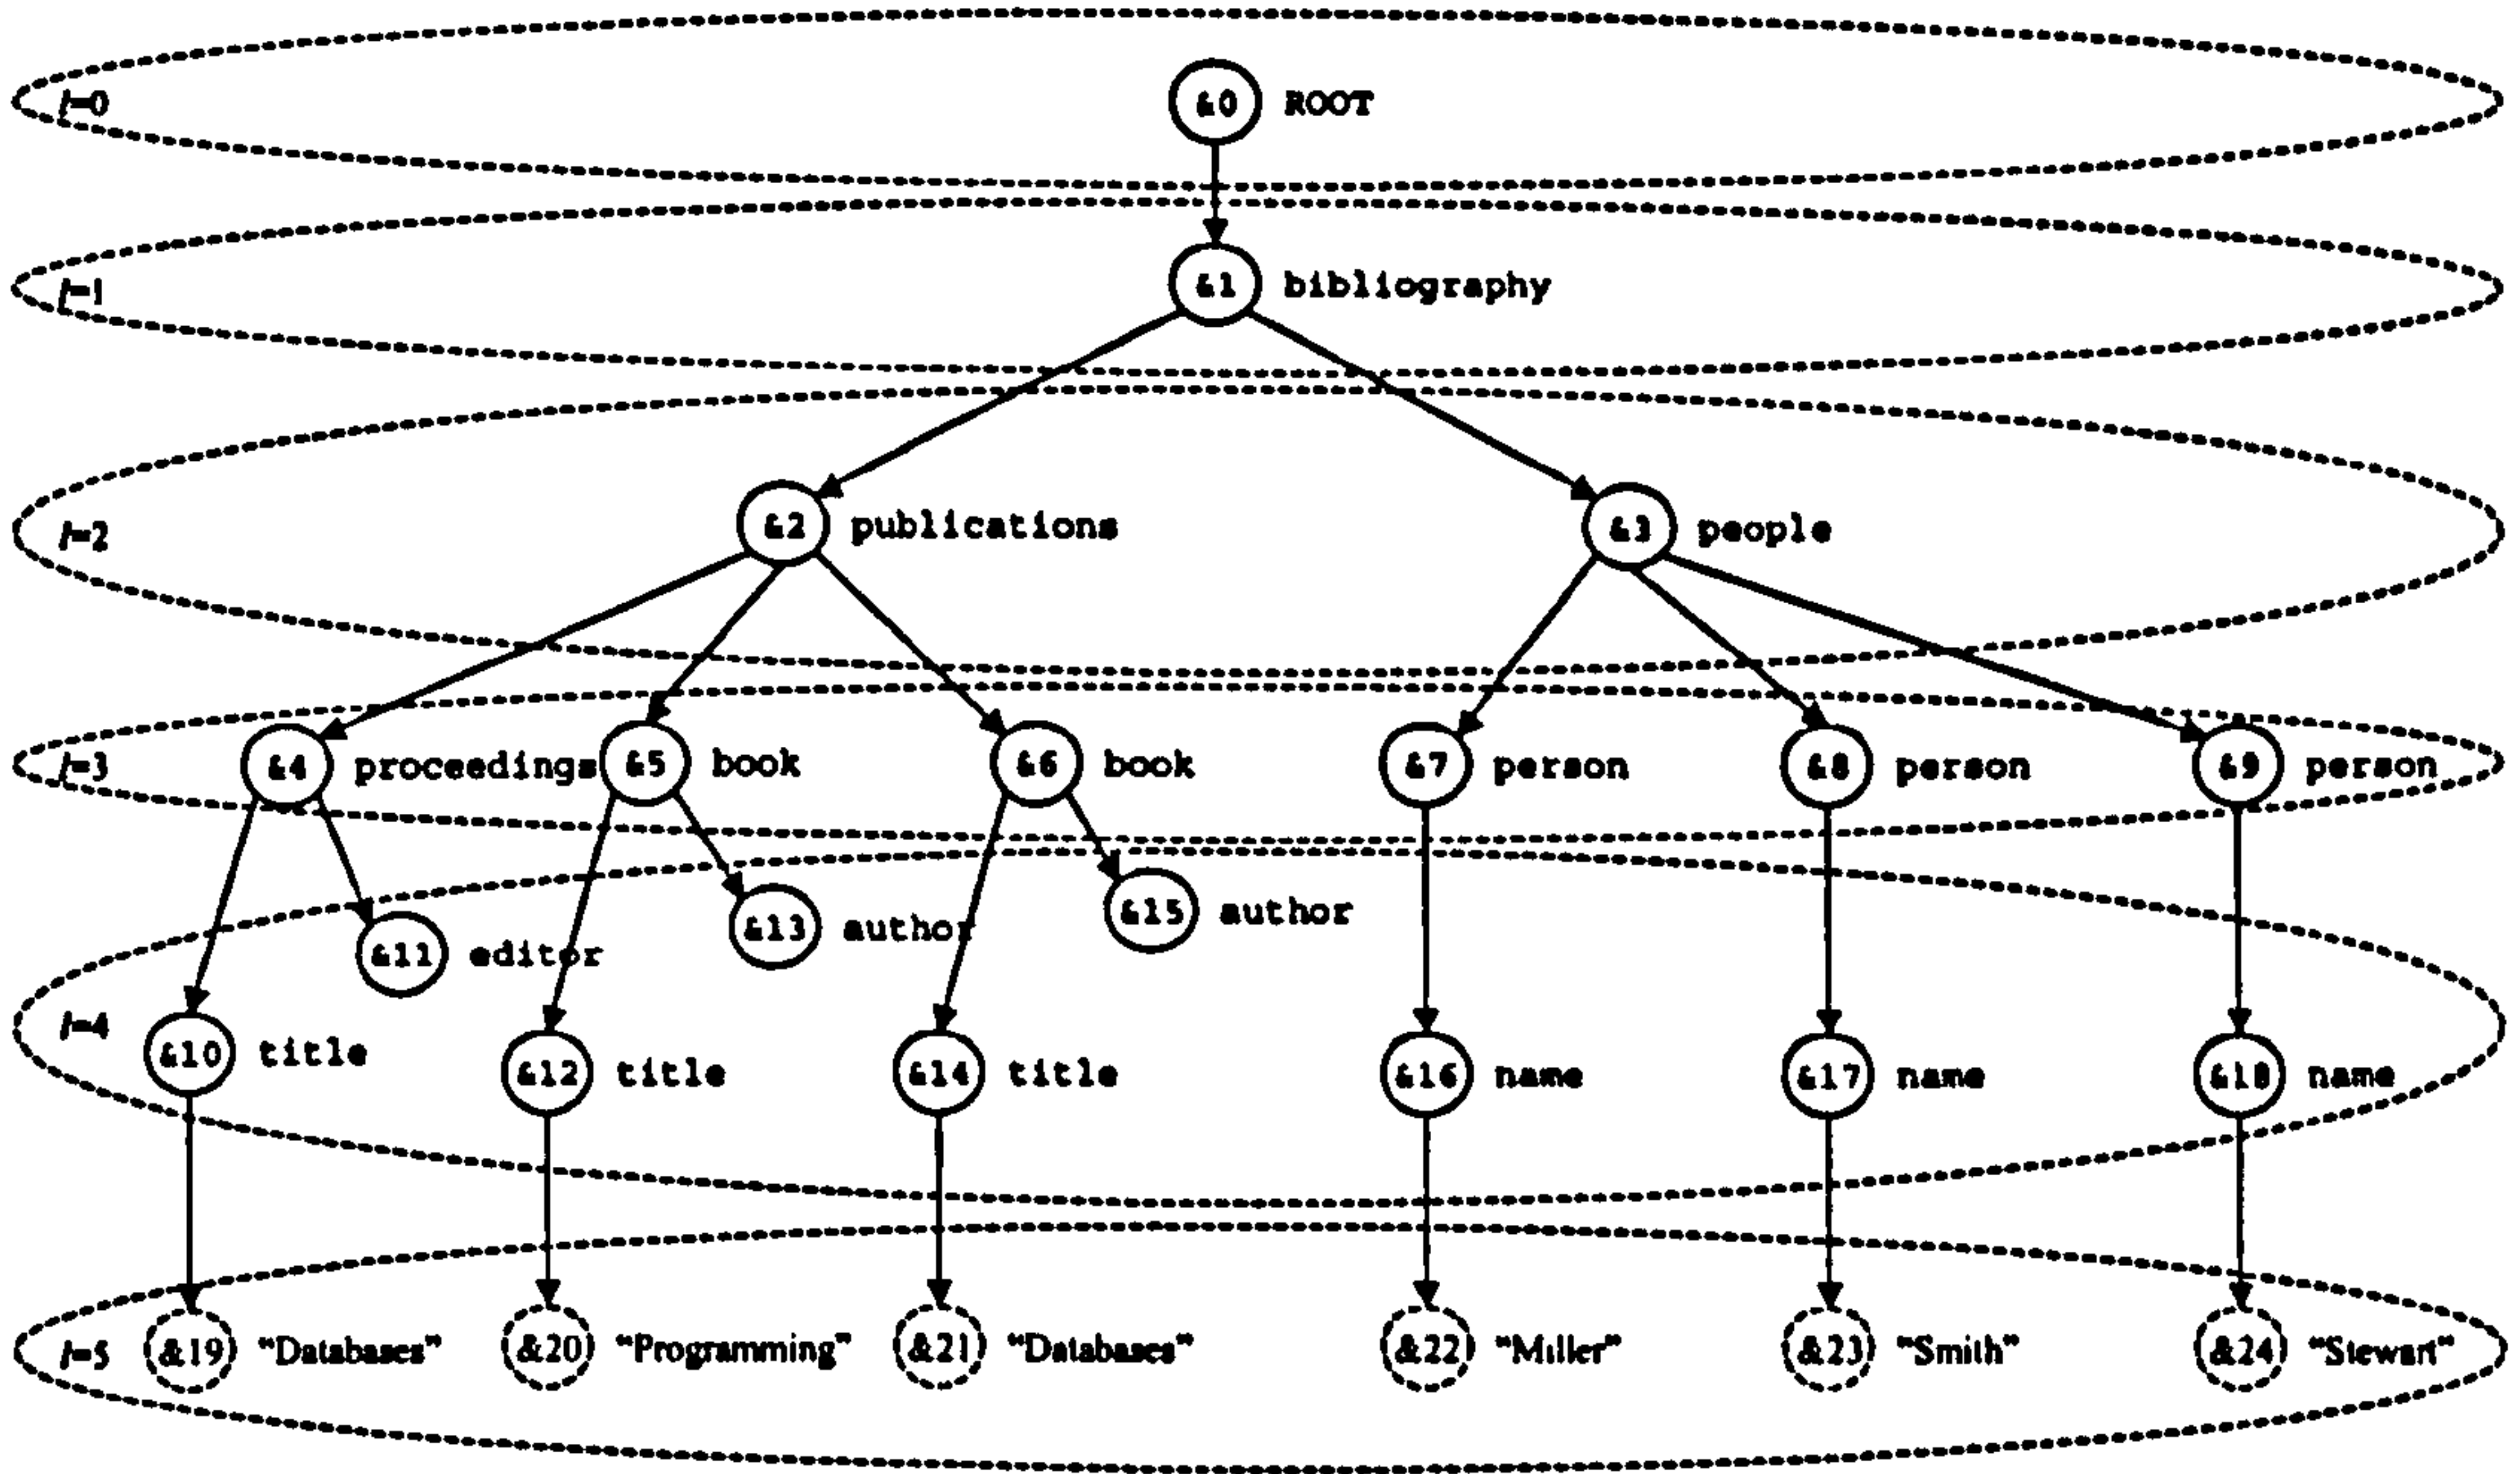 l=0 &0 ROOT
l=1 &1 bibliography
l=2 &2 publications &3 people
l=3 &4 proceedings &5 book &6 book &7 person &8 person &9 person
&15 author
&13 author
&11 editor
l=4 &10 title &12 title &14 title &16 name &17 name &18 name
l=5 &19 "Databases" &20 "Programming" &21 "Databases" &22 "Miller" &23 "Smith" &24 "Stewart"